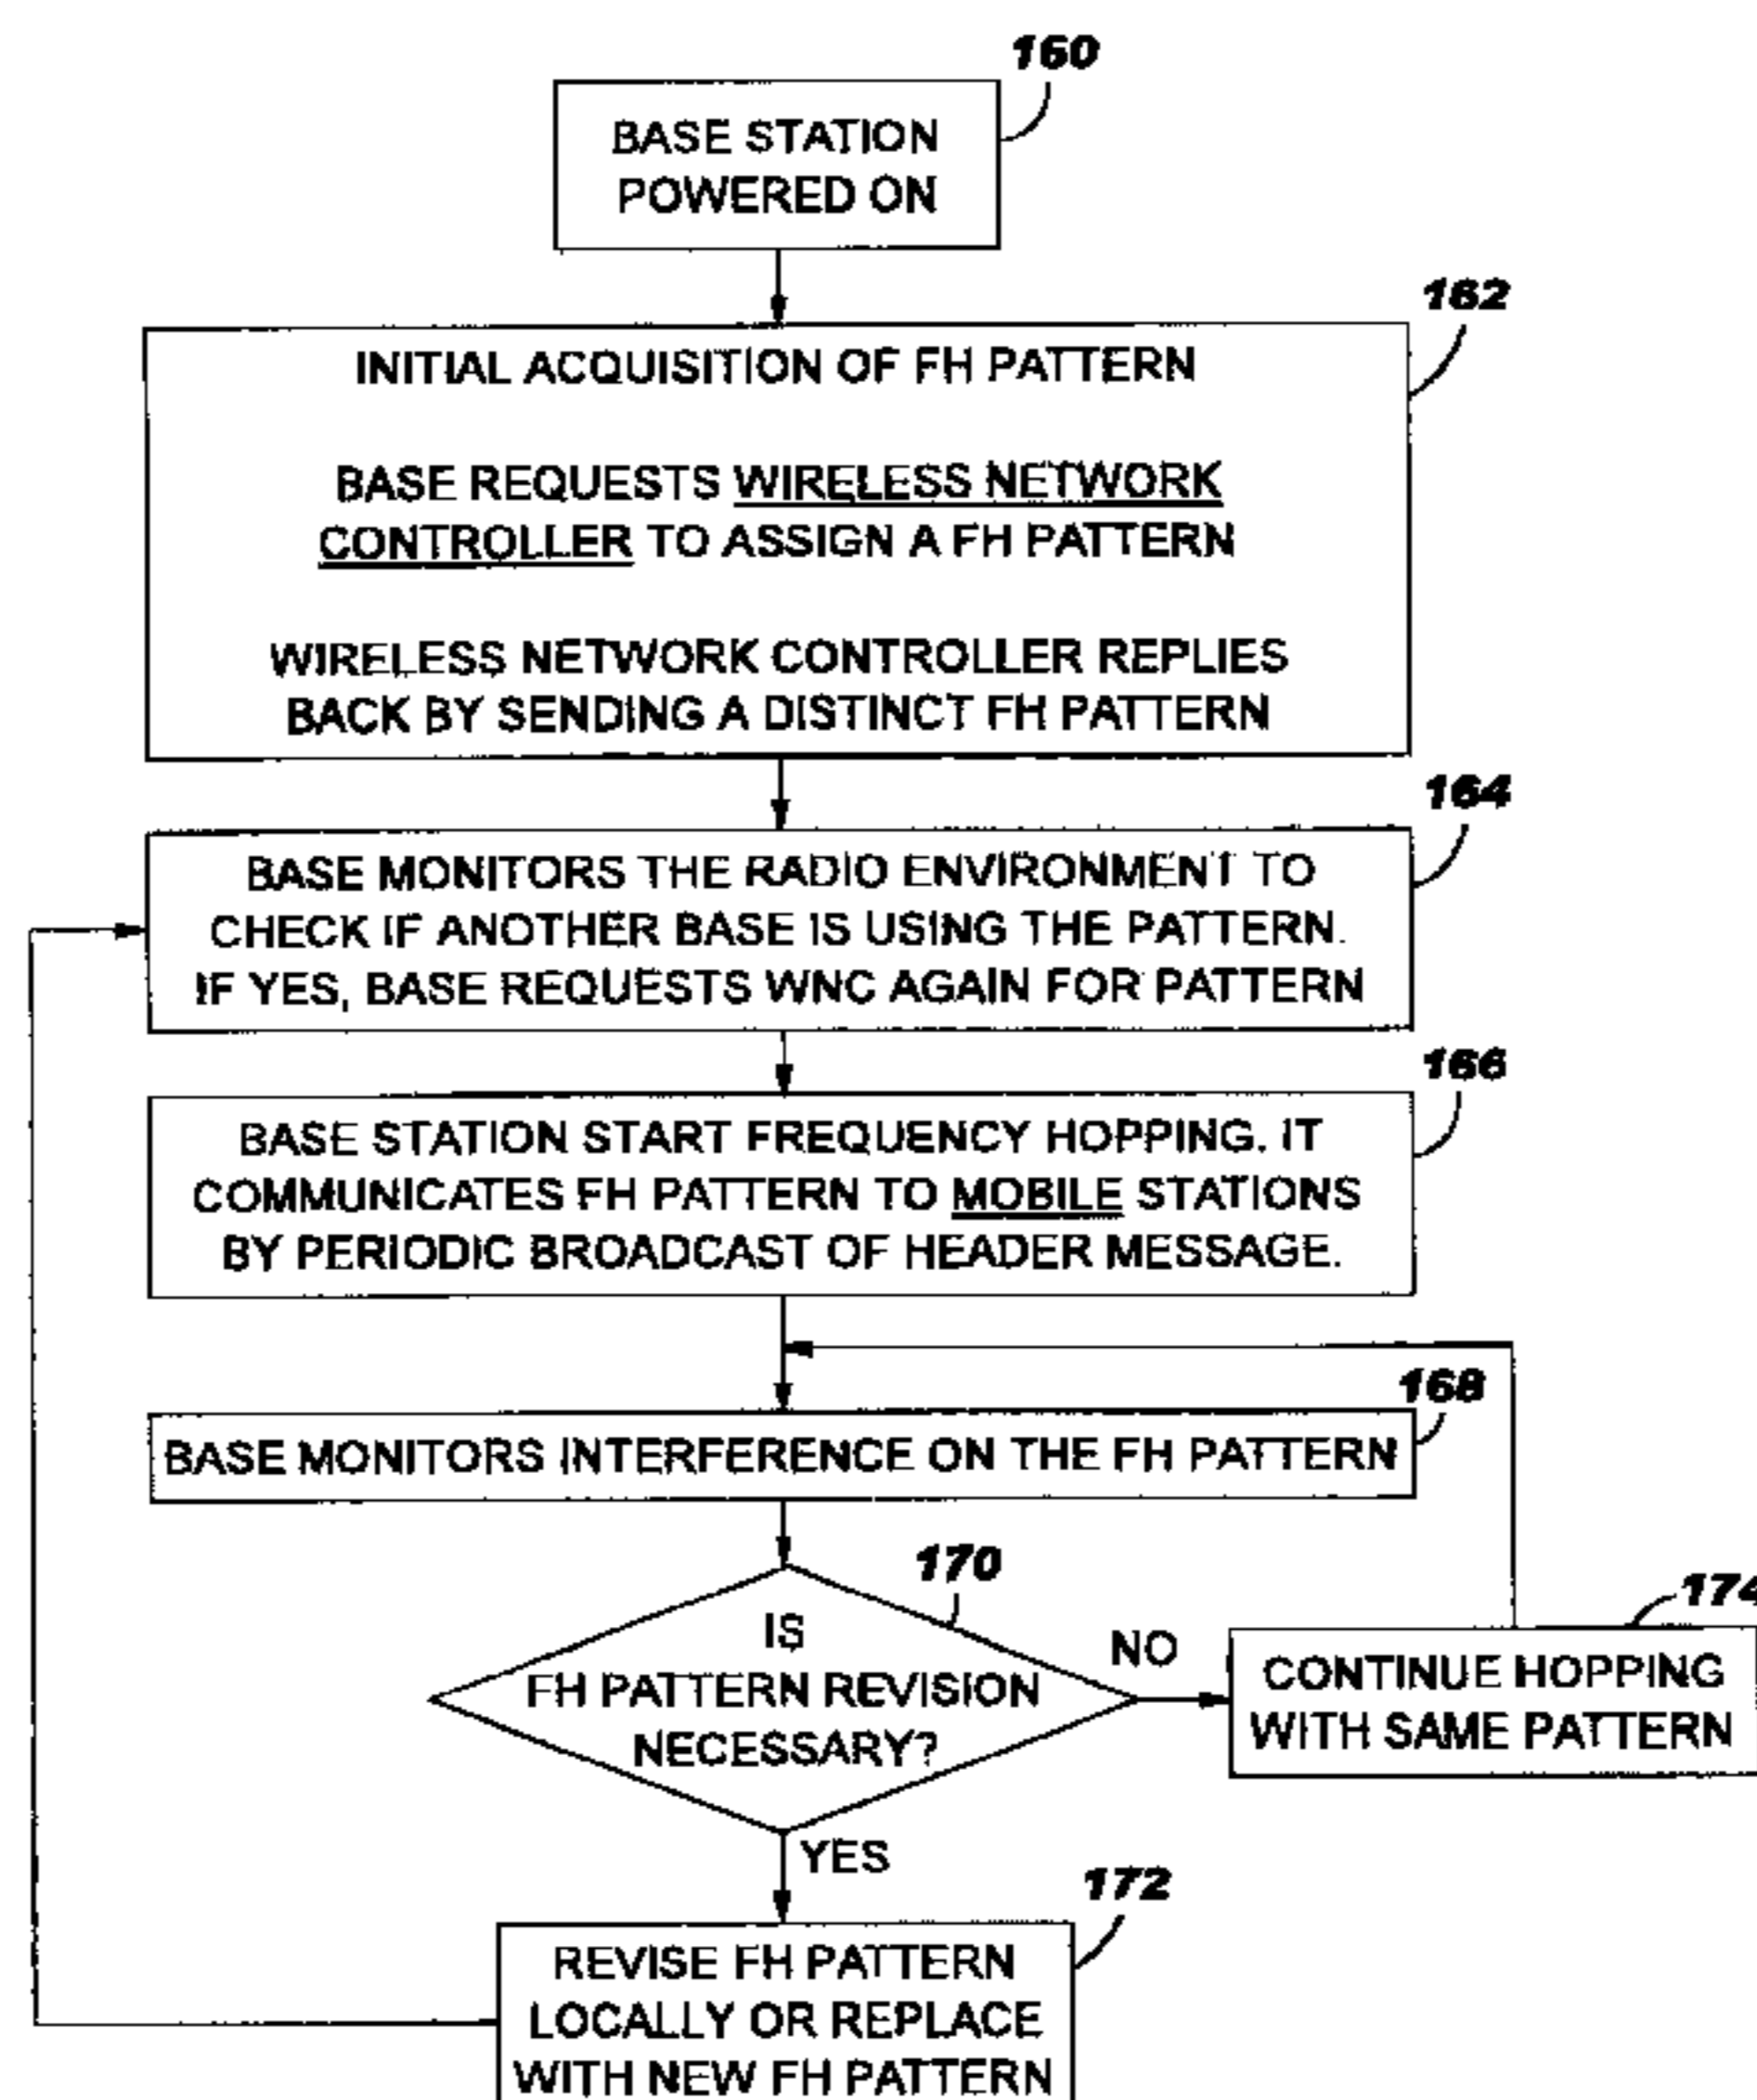 160
BASE STATION
POWERED ON
162
INITIAL ACQUISITION OF FH PATTERN
BASE REQUESTS WIRELESS NETWORK
CONTROLLER TO ASSIGN A FH PATTERN
WIRELESS NETWORK CONTROLLER REPLIES
BACK BY SENDING A DISTINCT FH PATTERN
164
BASE MONITORS THE RADIO ENVIRONMENT TO
CHECK IF ANOTHER BASE IS USING THE PATTERN.
IF YES, BASE REQUESTS WNC AGAIN FOR PATTERN
166
BASE STATION START FREQUENCY HOPPING. IT
COMMUNICATES FH PATTERN TO MOBILE STATIONS
BY PERIODIC BROADCAST OF HEADER MESSAGE.
168
BASE MONITORS INTERFERENCE ON THE FH PATTERN
170
IS
FH PATTERN REVISION
NECESSARY?
NO
174
CONTINUE HOPPING
WITH SAME PATTERN
YES
172
REVISE FH PATTERN
LOCALLY OR REPLACE
WITH NEW FH PATTERN